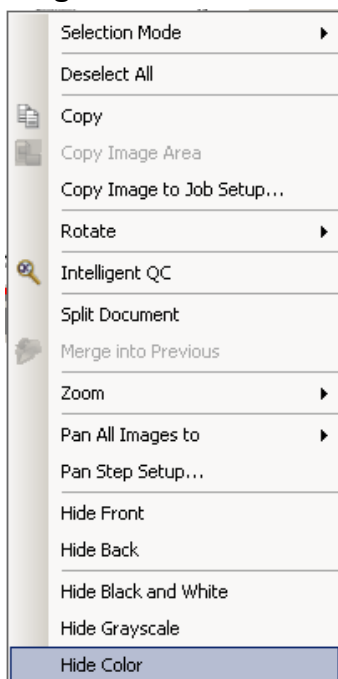 Selection Mode
Deselect All
Copy
Copy Image Area
Copy Image to Job Setup...
Rotate
Intelligent QC
Split Document
Merge into Previous
Zoom
Pan All Images to
Pan Step Setup...
Hide Front
Hide Back
Hide Black and White
Hide Grayscale
Hide Color